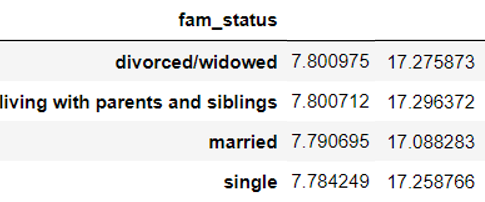 fam_status
divorced/widowed 7.800975 17.275873
living with parents and siblings 7.800712 17.296372
married 7.790695 17.088283
single 7.784249 17.258766